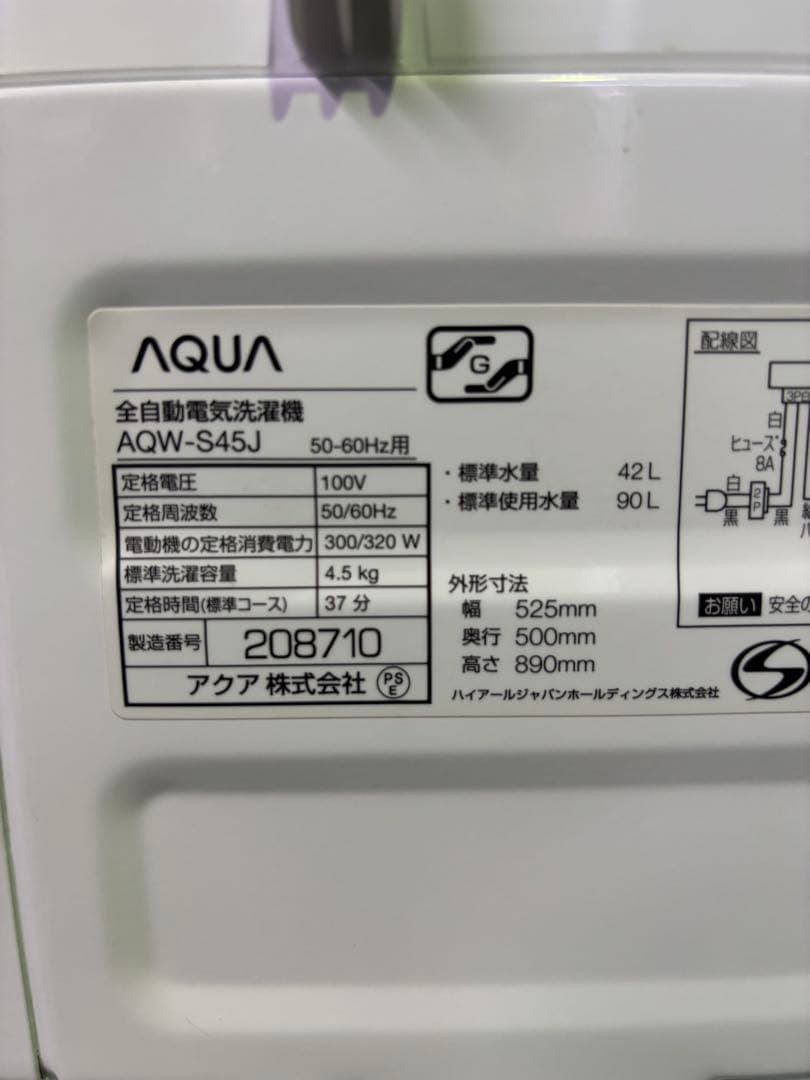 AQUA
G
全自動電気洗濯機
AQW-S45J 50-60Hz用
定格電圧 100V
定格周波数 50/60Hz
電動機の定格消費電力 300/320 W
標準洗濯容量 4.5 kg
定格時間(標準コース) 37 分
製造番号 208710
アクア 株式会社 PSE
・標準水量 42 L
・標準使用水量 90 L
外形寸法
幅 525mm
奥行 500mm
高さ 890mm
ハイアールジャパンホールディングス株式会社
配線図
白
ヒューズ
8A
白
2P
黒
黒
お願い 安全の